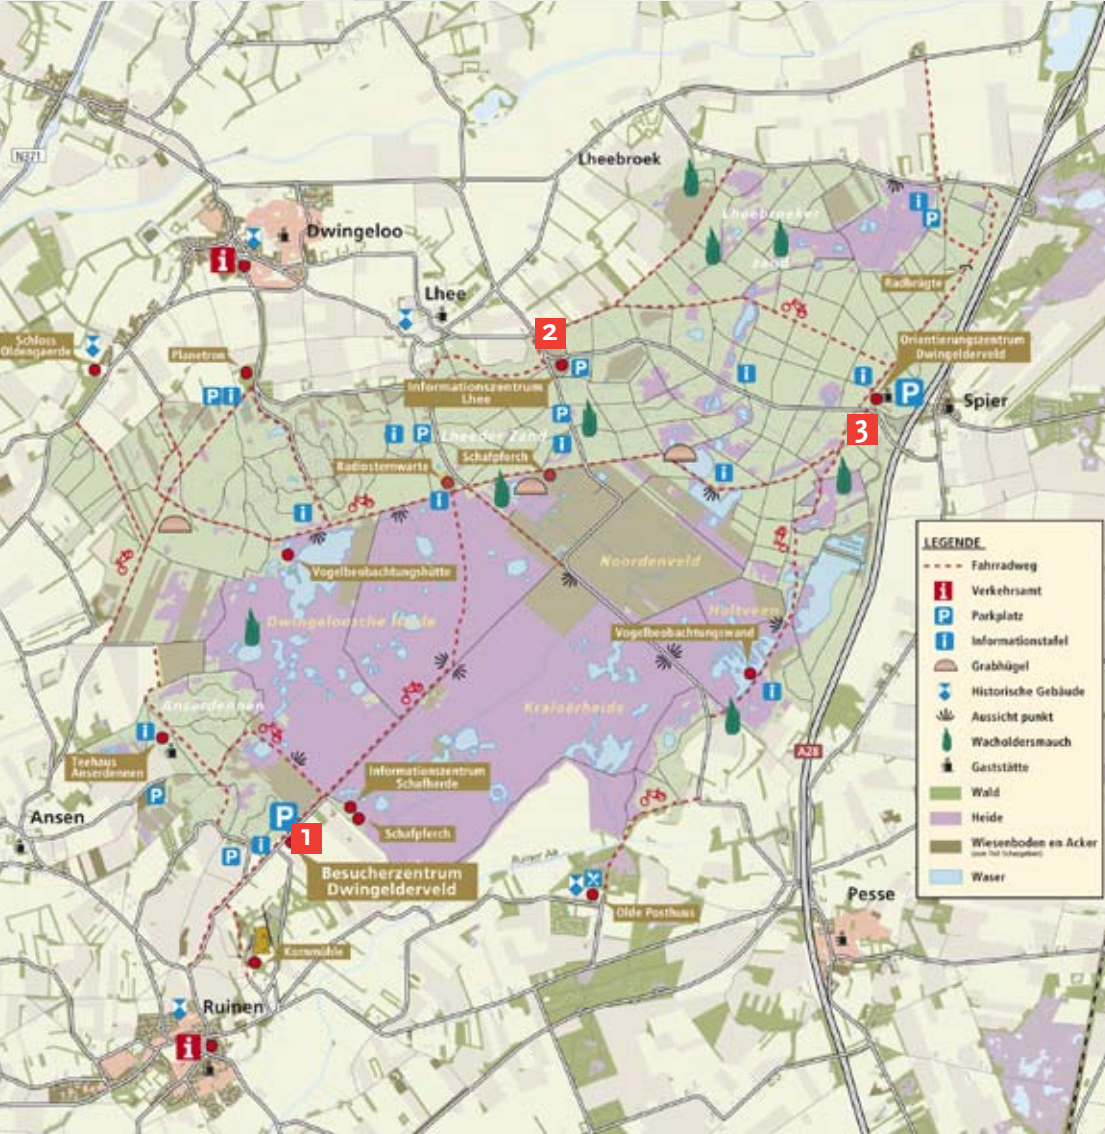 N371
Lheebroek
Lheebroeker
Zand
Dwingeloo
i
i
P
Radbrügte
Lhee
2
Schloss
Oldengaerde
Planetron
P i
Informationszentrum
Lhee
P
i
i
Orientierungszentrum
Dwingelderveld
P
Spier
3
i P
Lheeder Zand
P
i
Schafpferch
Radiosternwarte
i
i
i
Vogelbeobachtungshütte
Noordenveld
Dwingeloosche Heide
Holtveen
Vogelbeobachtungswand
i
Anserdennen
Kraloërheide
i
Teehaus
Anserdennen
P
Ansen
Informationszentrum
Schafherde
Schafpferch
P
1
i
P
Besucherzentrum
Dwingelderveld
Ruiner Aa
Olde Posthuus
Kornmühle
Ruinen
i
A28
Pesse
LEGENDE
Fahrradweg
i Verkehrsamt
P Parkplatz
i Informationstafel
Grabhügel
Historische Gebäude
Aussicht punkt
Wacholdersmauch
Gaststätte
Wald
Heide
Wiesenboden en Acker
Waser